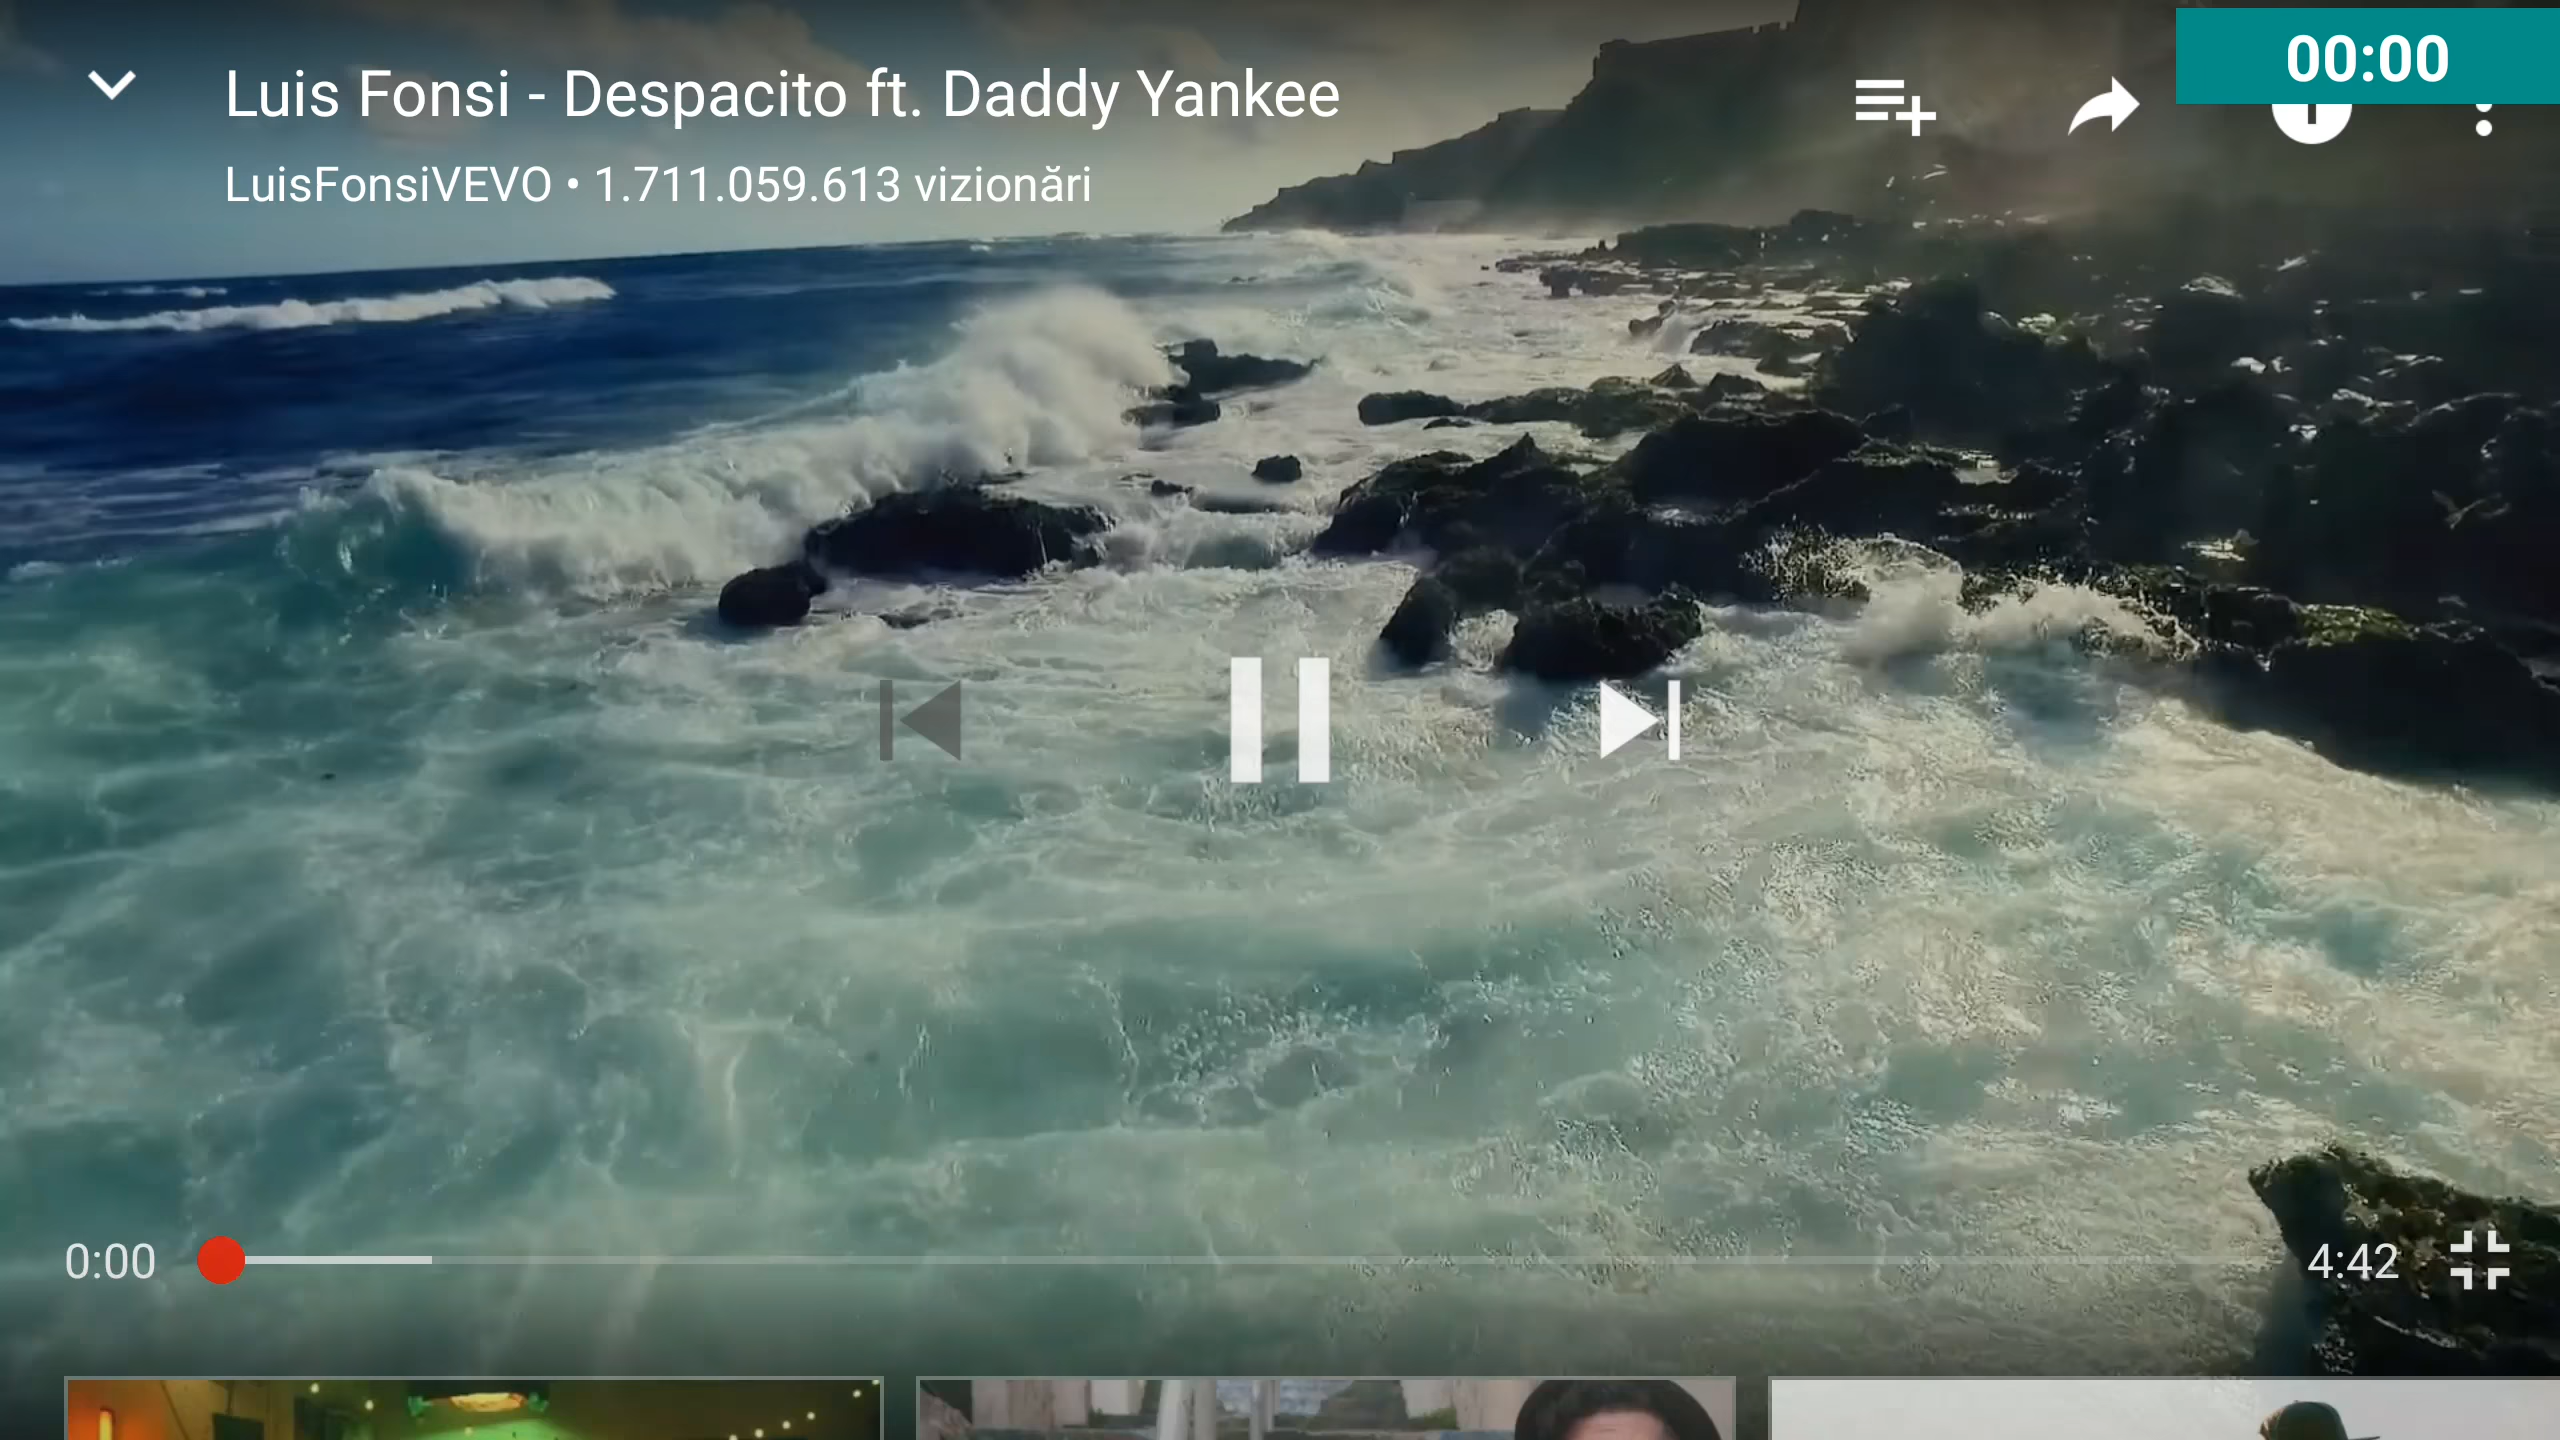 00:00
Luis Fonsi - Despacito ft. Daddy Yankee
LuisFonsiVEVO • 1.711.059.613 vizionări
0:00
4:42